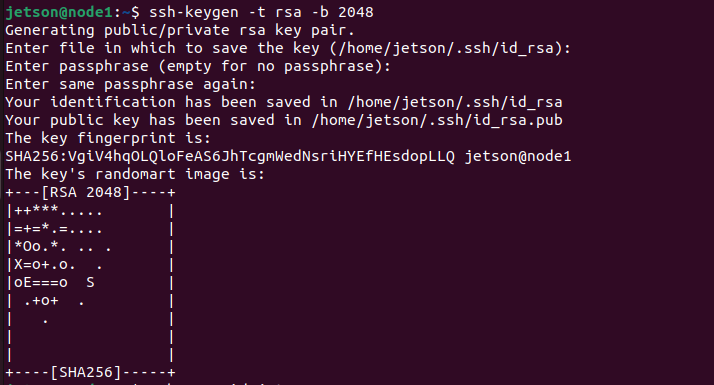 jetson@node1:~$ ssh-keygen -t rsa -b 2048
Generating public/private rsa key pair.
Enter file in which to save the key (/home/jetson/.ssh/id_rsa):
Enter passphrase (empty for no passphrase):
Enter same passphrase again:
Your identification has been saved in /home/jetson/.ssh/id_rsa
Your public key has been saved in /home/jetson/.ssh/id_rsa.pub
The key fingerprint is:
SHA256:VgiV4hqOLQloFeAS6JhTcgmWedNsriHYEfHEsdopLLQ jetson@node1
The key's randomart image is:
+---[RSA 2048]----+
|++***.....       |
|=+=*.=....       |
|*Oo.*. .. .      |
|X=o+.o.  .       |
|oE===o  S        |
| .+o+  .         |
|   .             |
|                 |
|                 |
+----[SHA256]-----+